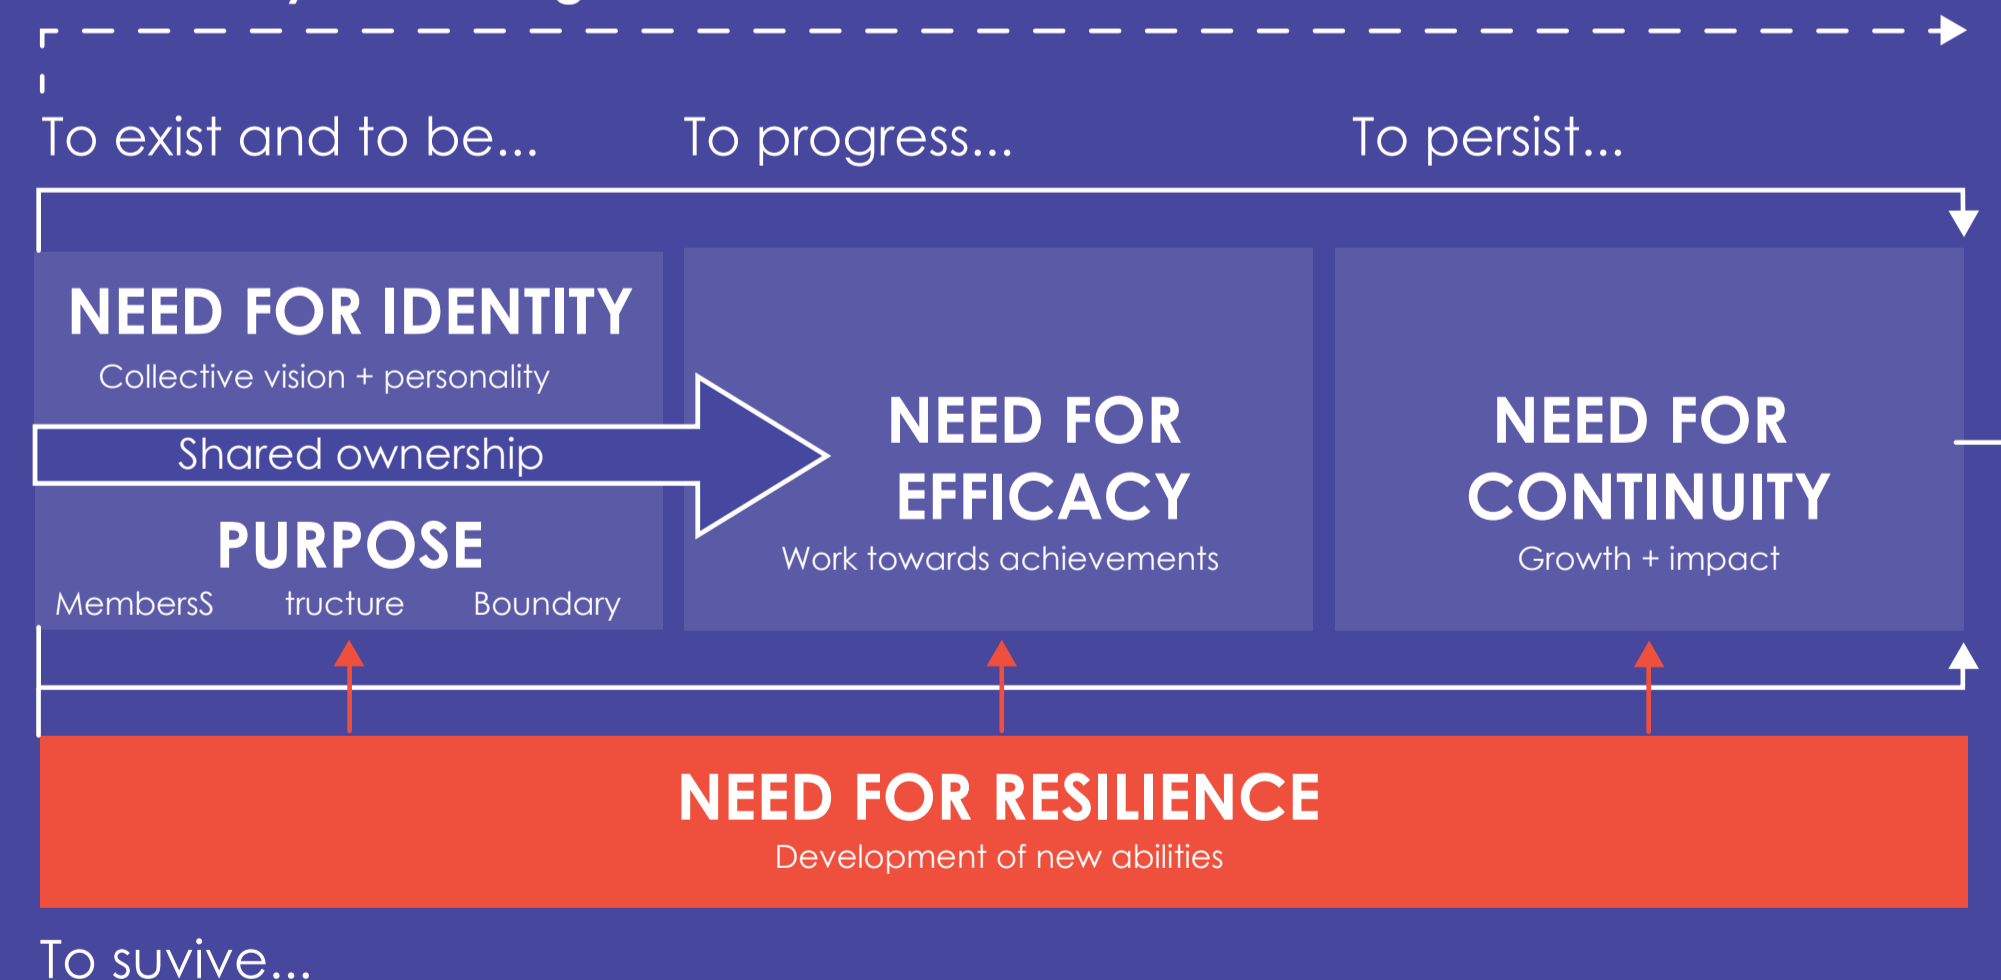 To exist and to be...
To progress...
To persist...
NEED FOR IDENTITY
Collective vision + personality
Shared ownership
PURPOSE
MembersS tructure Boundary
NEED FOR
EFFICACY
Work towards achievements
NEED FOR
CONTINUITY
Growth + impact
NEED FOR RESILIENCE
Development of new abilities
To suvive...